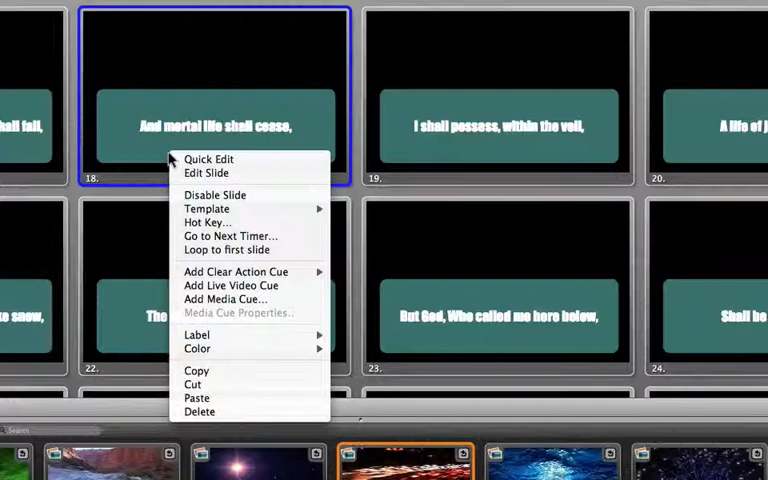 hall fall,
And mortal life shall cease,
I shall possess, within the veil,
A life of j
18.
19.
20.
Quick Edit
Edit Slide
Disable Slide
Template
Hot Key...
Go to Next Timer...
Loop to first slide
Add Clear Action Cue
Add Live Video Cue
Add Media Cue...
Media Cue Properties..
Label
Color
Copy
Cut
Paste
Delete
ke snow,
The
But God, Who called me here below,
Shall be
22.
23.
24.
Search